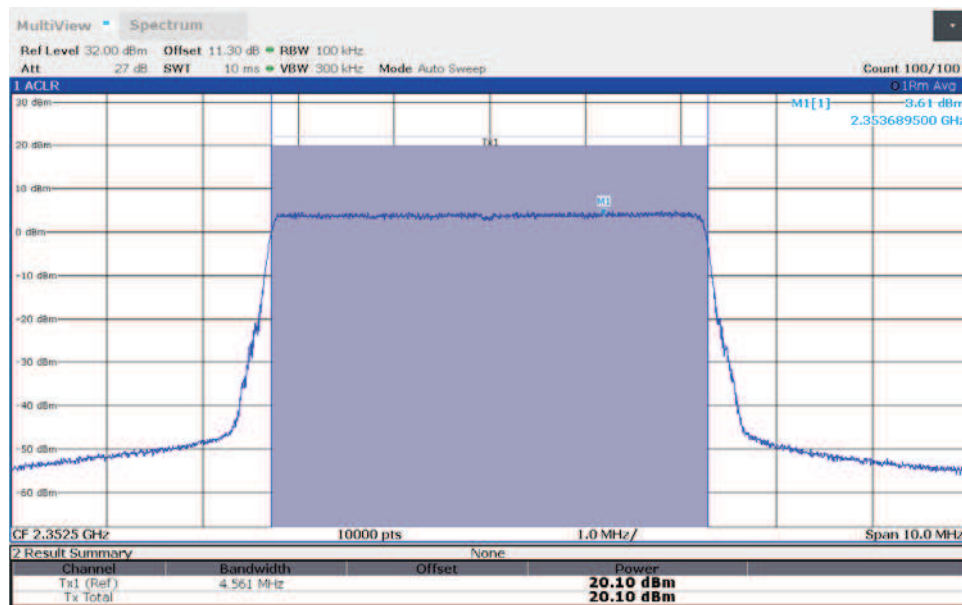 MultiView Spectrum
Ref Level 32.00 dBm Offset 11.30 dB RBW 100 kHz
Att 27 dB SWT 10 ms VBW 300 kHz Mode Auto Sweep Count 100/100
1 ACLR 1Rm Avg
30 dBm M1[1] 3.61 dBm
2.353689500 GHz
Tx1
20 dBm
10 dBm
M1
0 dBm
-10 dBm
-20 dBm
-30 dBm
-40 dBm
-50 dBm
-60 dBm
CF 2.3525 GHz 10000 pts 1.0 MHz/ Span 10.0 MHz
2 Result Summary None
Channel Bandwidth Offset Power
Tx1 (Ref) 4.561 MHz 20.10 dBm
Tx Total 20.10 dBm